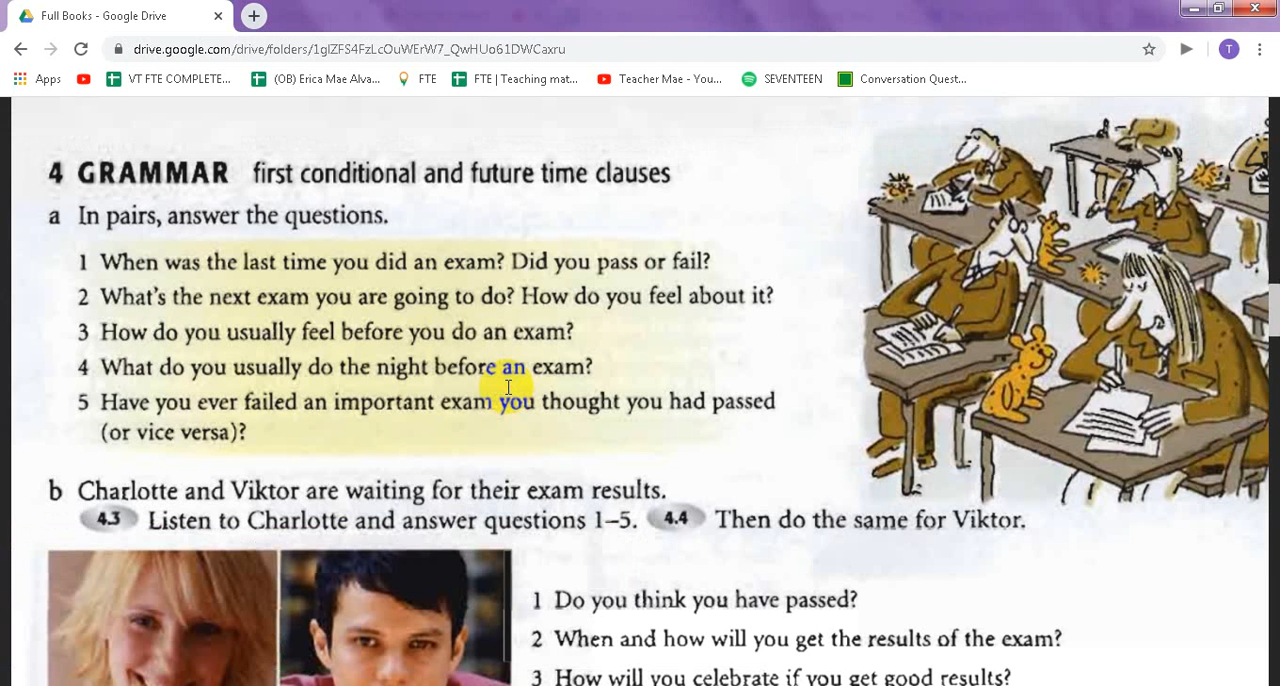 Full Books - Google Drive
drive.google.com/drive/folders/1glZFS4FzLcOuWErW7_QwHUo61DWCaxru
T
Apps
VT FTE COMPLETE...
(OB) Erica Mae Alva...
FTE
FTE | Teaching mat...
Teacher Mae - You...
SEVENTEEN
Conversation Quest...
4 GRAMMAR first conditional and future time clauses
a In pairs, answer the questions.
1 When was the last time you did an exam? Did you pass or fail?
2 What's the next exam you are going to do? How do you feel about it?
3 How do you usually feel before you do an exam?
4 What do you usually do the night before an exam?
5 Have you ever failed an important exam you thought you had passed
(or vice versa)?
b Charlotte and Viktor are waiting for their exam results.
4.3 Listen to Charlotte and answer questions 1–5. 4.4 Then do the same for Viktor.
1 Do you think you have passed?
2 When and how will you get the results of the exam?
3 How will you celebrate if you get good results?